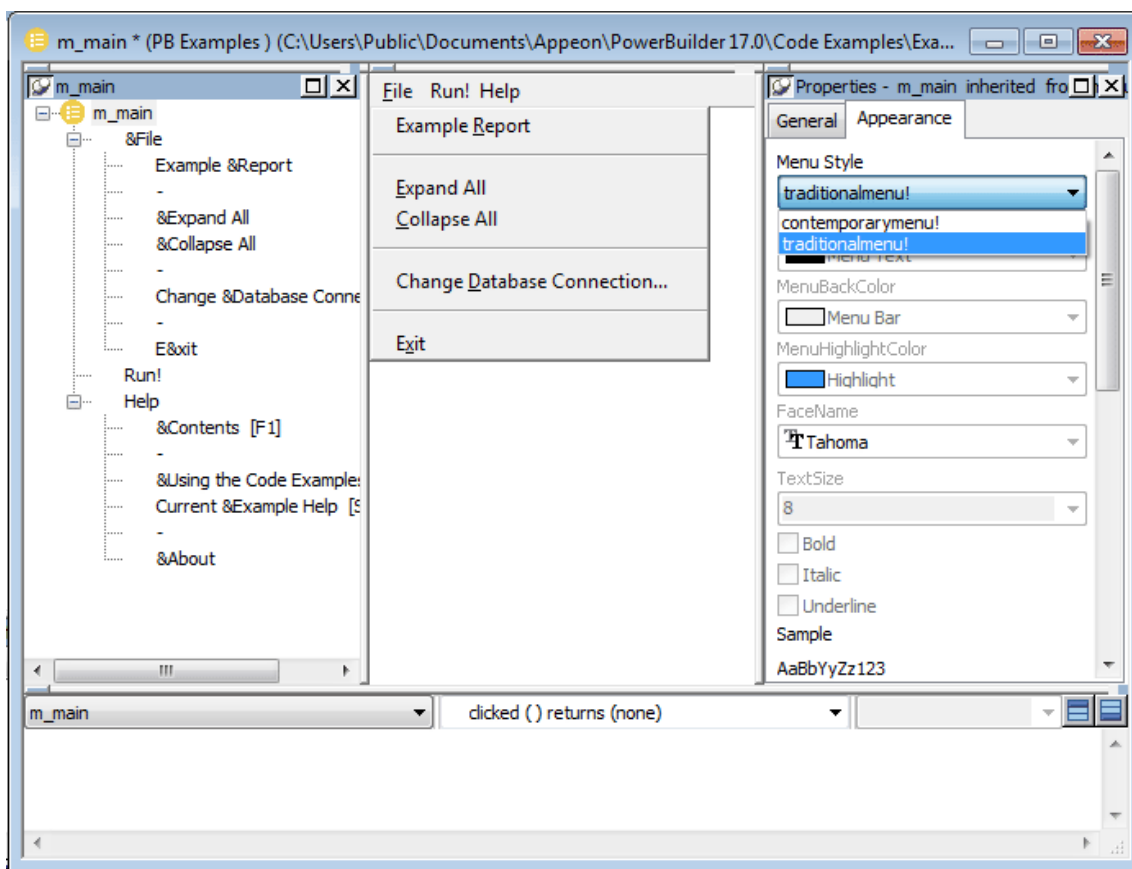 m_main * (PB Examples ) (C:\Users\Public\Documents\Appeon\PowerBuilder 17.0\Code Examples\Exa...
m_main
m_main
&File
Example &Report
-
&Expand All
&Collapse All
-
Change &Database Conne
-
E&xit
Run!
Help
&Contents [F1]
-
&Using the Code Examples
Current &Example Help [S
-
&About
File Run! Help
Example Report
Expand All
Collapse All
Change Database Connection...
Exit
Properties - m_main inherited
General Appearance
Menu Style
traditionalmenu!
contemporarymenu!
traditionalmenu!
Menu Text
MenuBackColor
Menu Bar
MenuHighlightColor
Highlight
FaceName
Tahoma
TextSize
8
Bold
Italic
Underline
Sample
AaBbYyZz123
m_main
clicked ( ) returns (none)